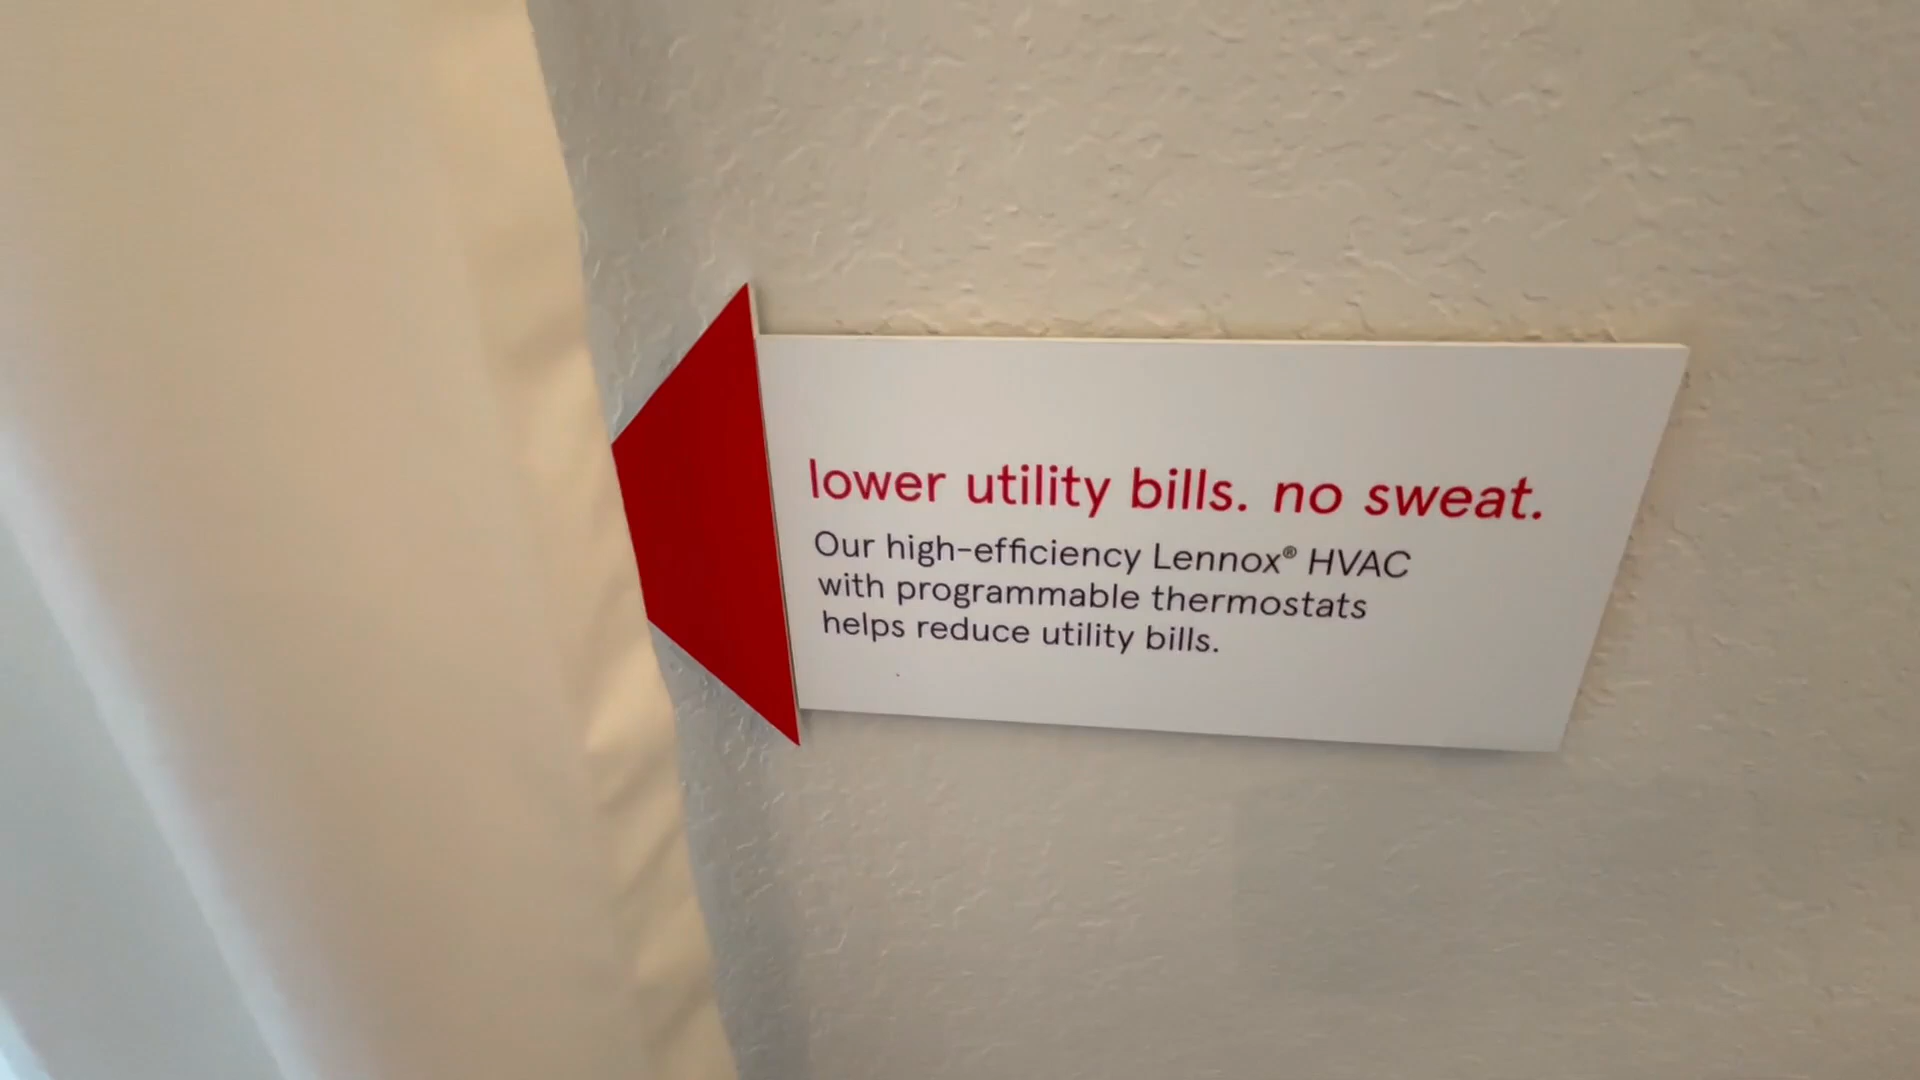 lower utility bills. no sweat.
Our high-efficiency Lennox® HVAC
with programmable thermostats
helps reduce utility bills.